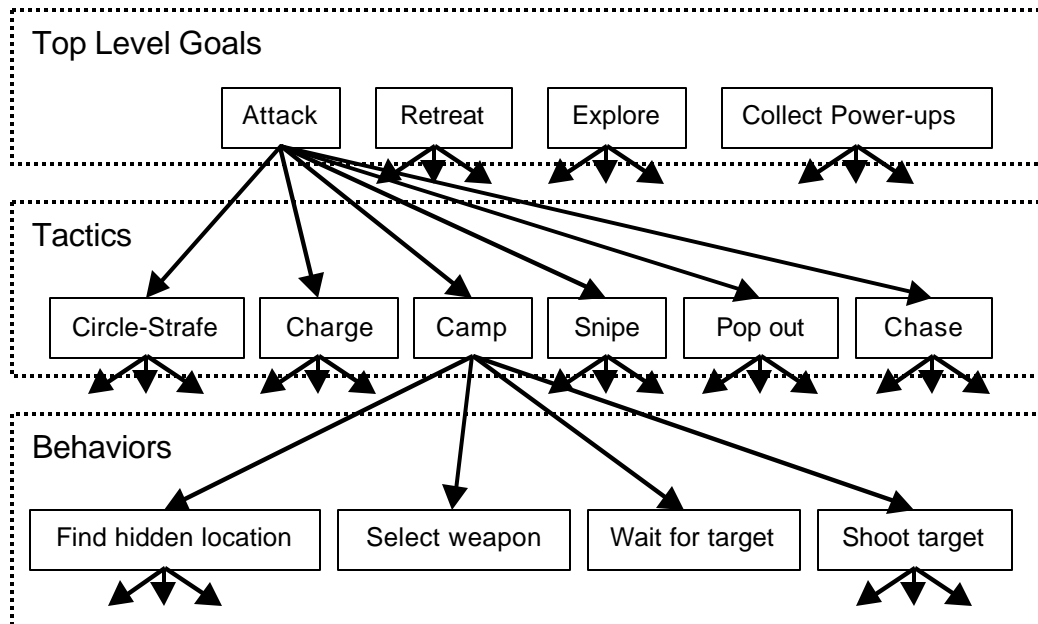 Top Level Goals
Attack
Retreat
Explore
Collect Power-ups
Tactics
Circle-Strafe
Charge
Camp
Snipe
Pop out
Chase
Behaviors
Find hidden location
Select weapon
Wait for target
Shoot target